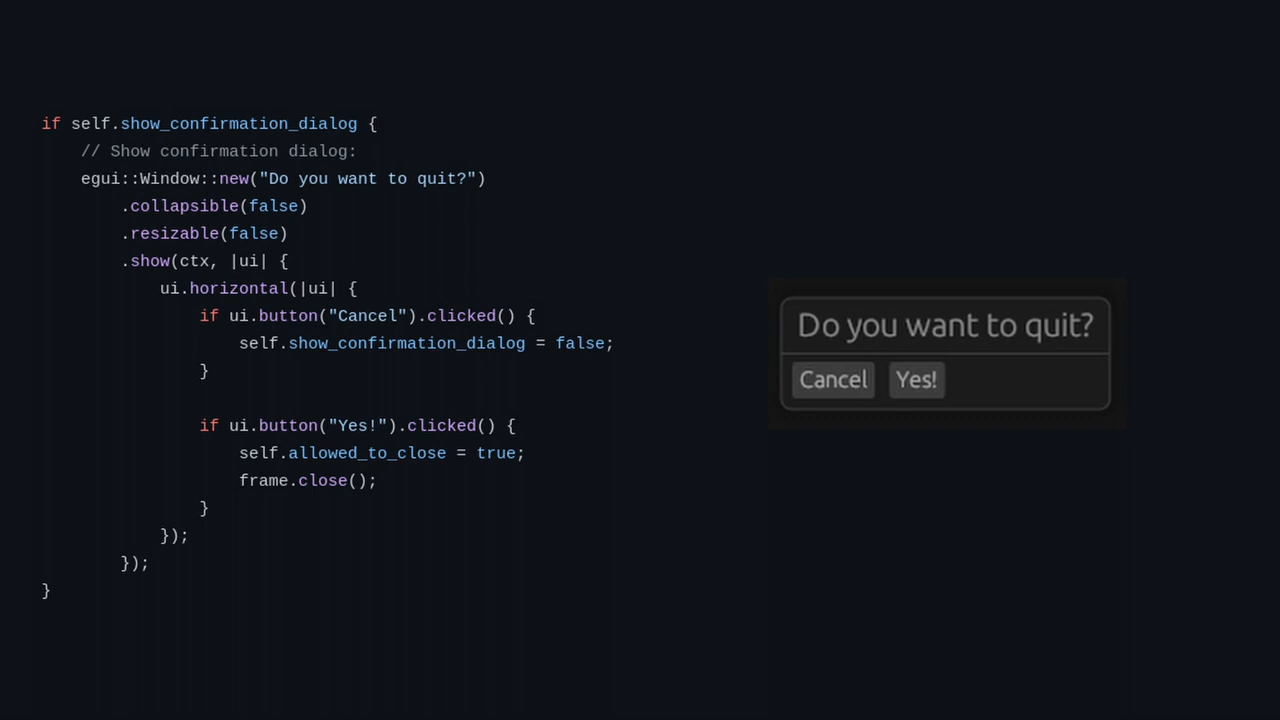 if self.show_confirmation_dialog {
    // Show confirmation dialog:
    egui::Window::new("Do you want to quit?")
        .collapsible(false)
        .resizable(false)
        .show(ctx, |ui| {
            ui.horizontal(|ui| {
                if ui.button("Cancel").clicked() {
                    self.show_confirmation_dialog = false;
                }

                if ui.button("Yes!").clicked() {
                    self.allowed_to_close = true;
                    frame.close();
                }
            });
        });
}
Do you want to quit?
Cancel Yes!